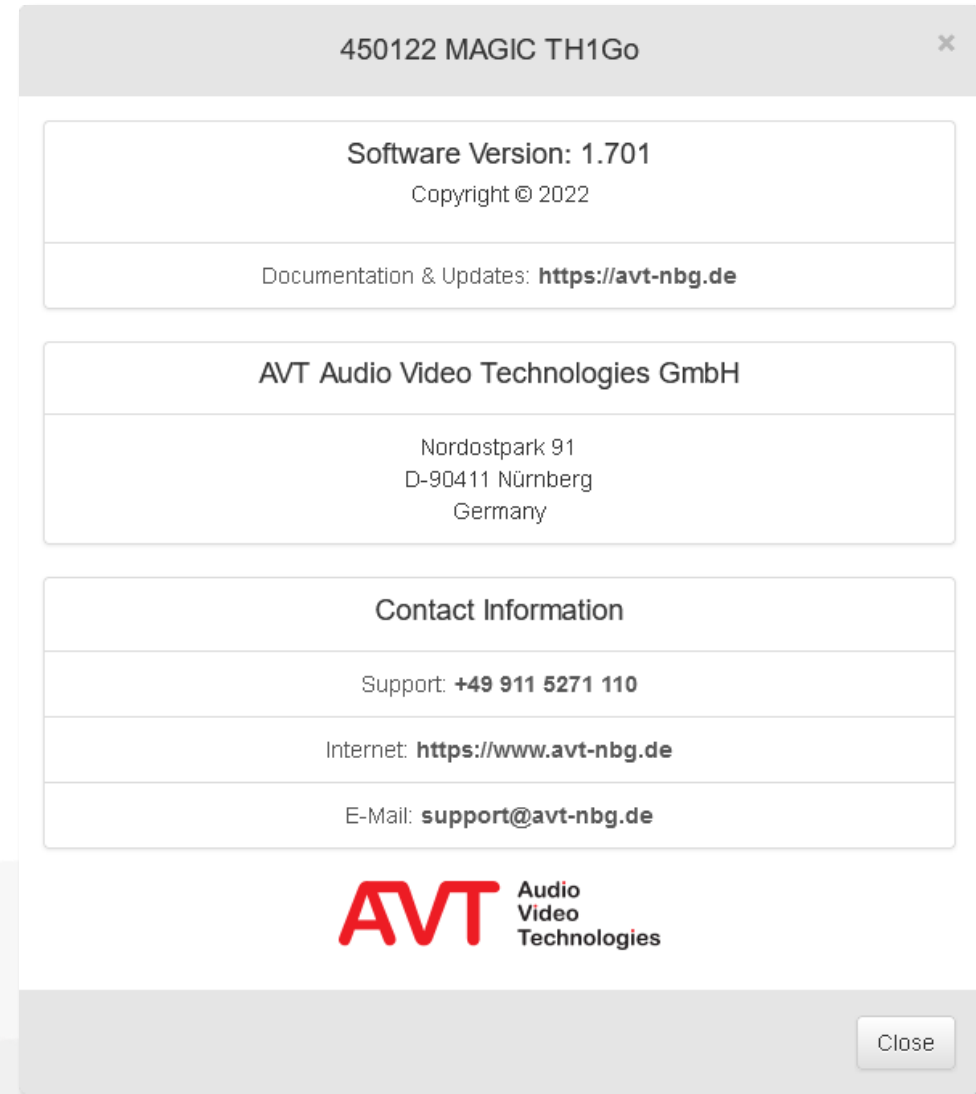 450122 MAGIC TH1Go
×
Software Version: 1.701
Copyright © 2022
Documentation & Updates: https://avt-nbg.de
AVT Audio Video Technologies GmbH
Nordostpark 91
D-90411 Nürnberg
Germany
Contact Information
Support: +49 911 5271 110
Internet: https://www.avt-nbg.de
E-Mail: support@avt-nbg.de
AVT
Audio
Video
Technologies
Close